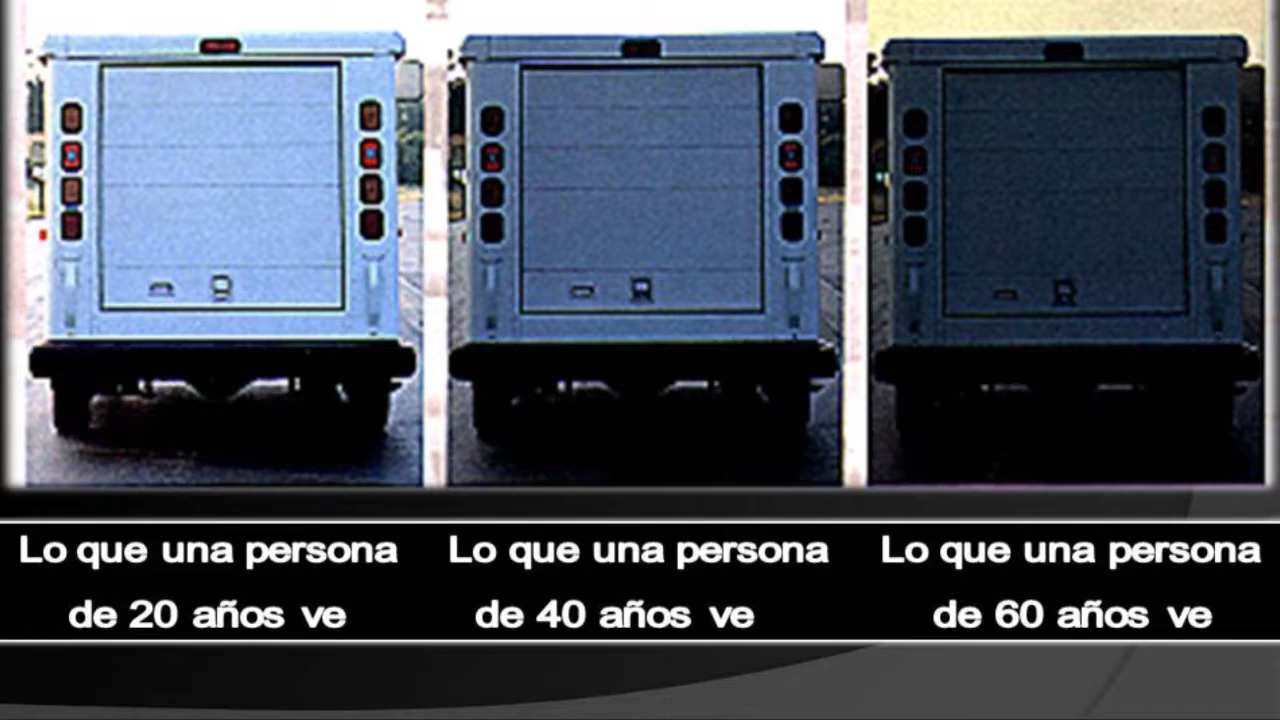 Lo que una persona
de 20 años ve
Lo que una persona
de 40 años ve
Lo que una persona
de 60 años ve